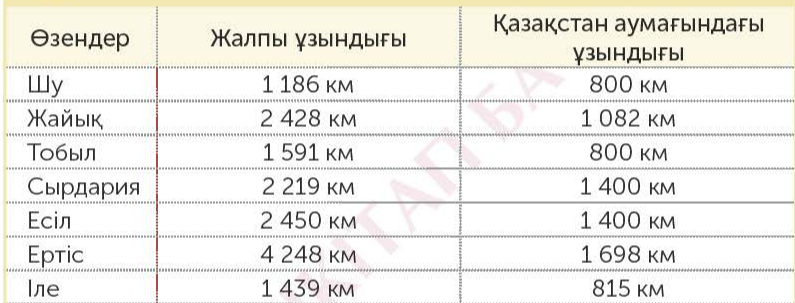 Өзендер Жалпы ұзындығы Қазақстан аумағындағы ұзындығы
Шу 1 186 км 800 км
Жайық 2 428 км 1 082 км
Тобыл 1 591 км 800 км
Сырдария 2 219 км 1 400 км
Есіл 2 450 км 1 400 км
Ертіс 4 248 км 1 698 км
Іле 1 439 км 815 км
КІТАП БА